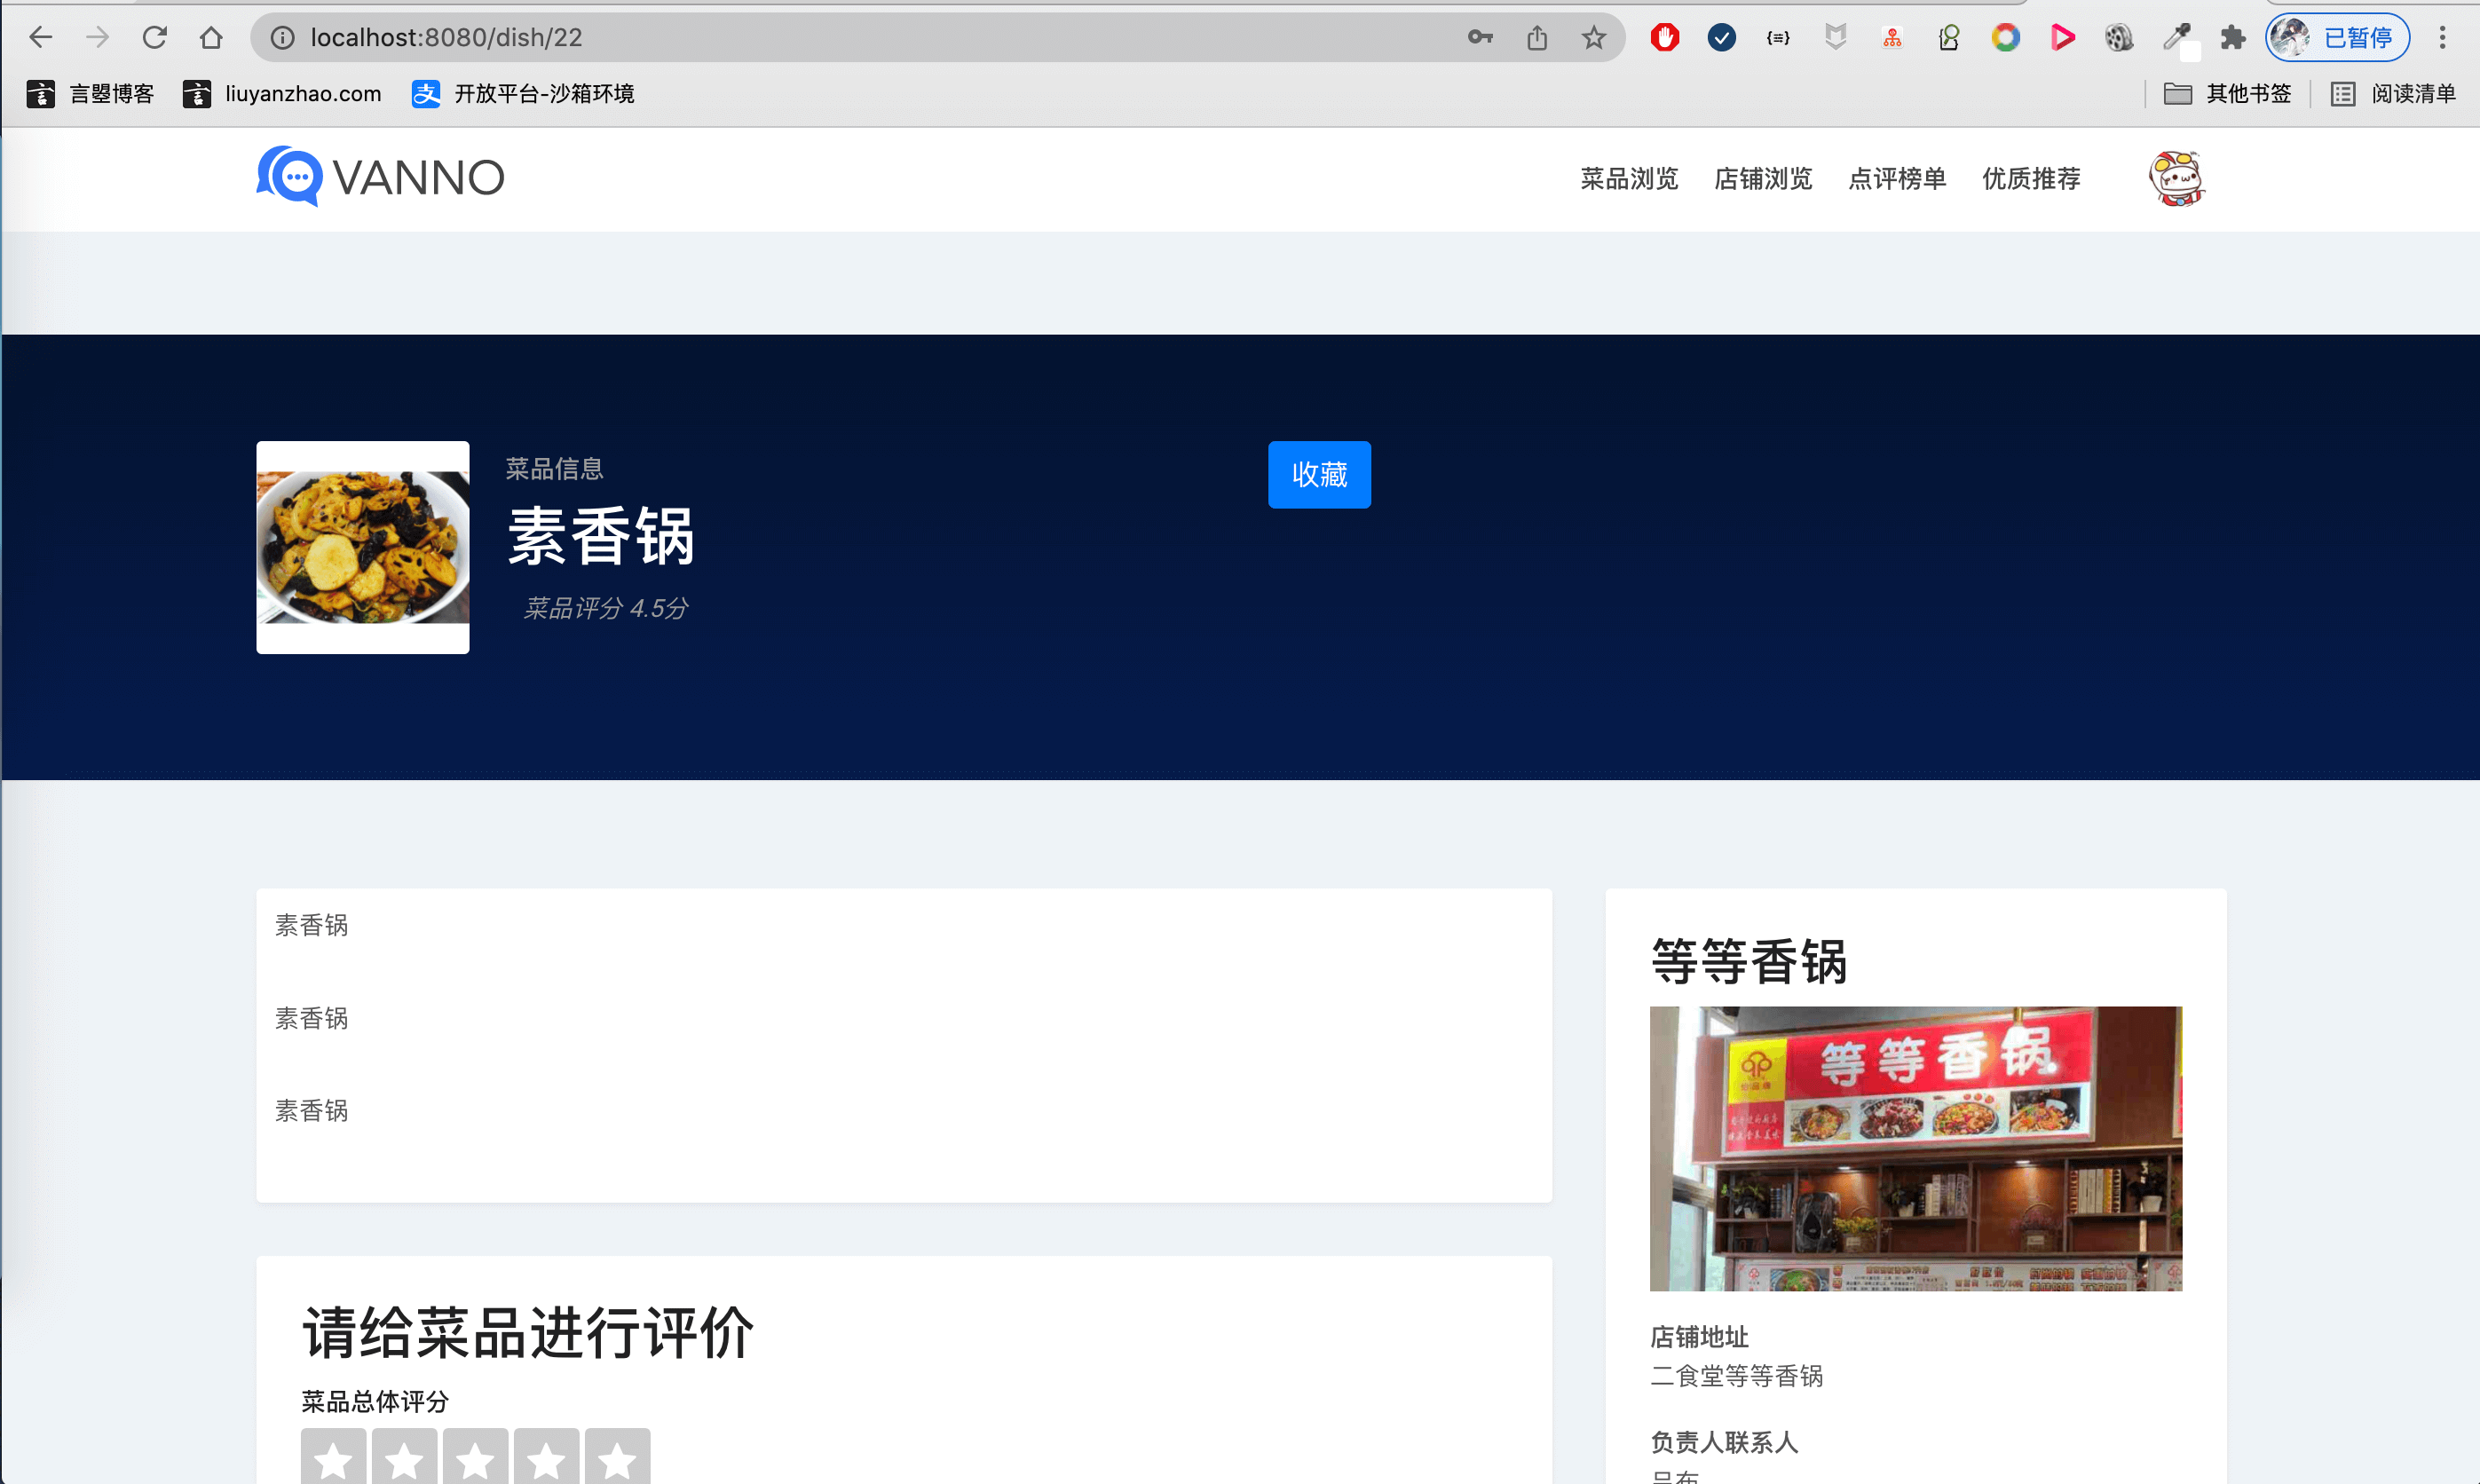 localhost:8080/dish/22
已暂停
言曌博客
liuyanzhao.com
开放平台-沙箱环境
其他书签
阅读清单
VANNO
菜品浏览
店铺浏览
点评榜单
优质推荐
菜品信息
素香锅
菜品评分 4.5分
收藏
素香锅
素香锅
素香锅
请给菜品进行评价
菜品总体评分
等等香锅
等等香锅
店铺地址
二食堂等等香锅
负责人联系人